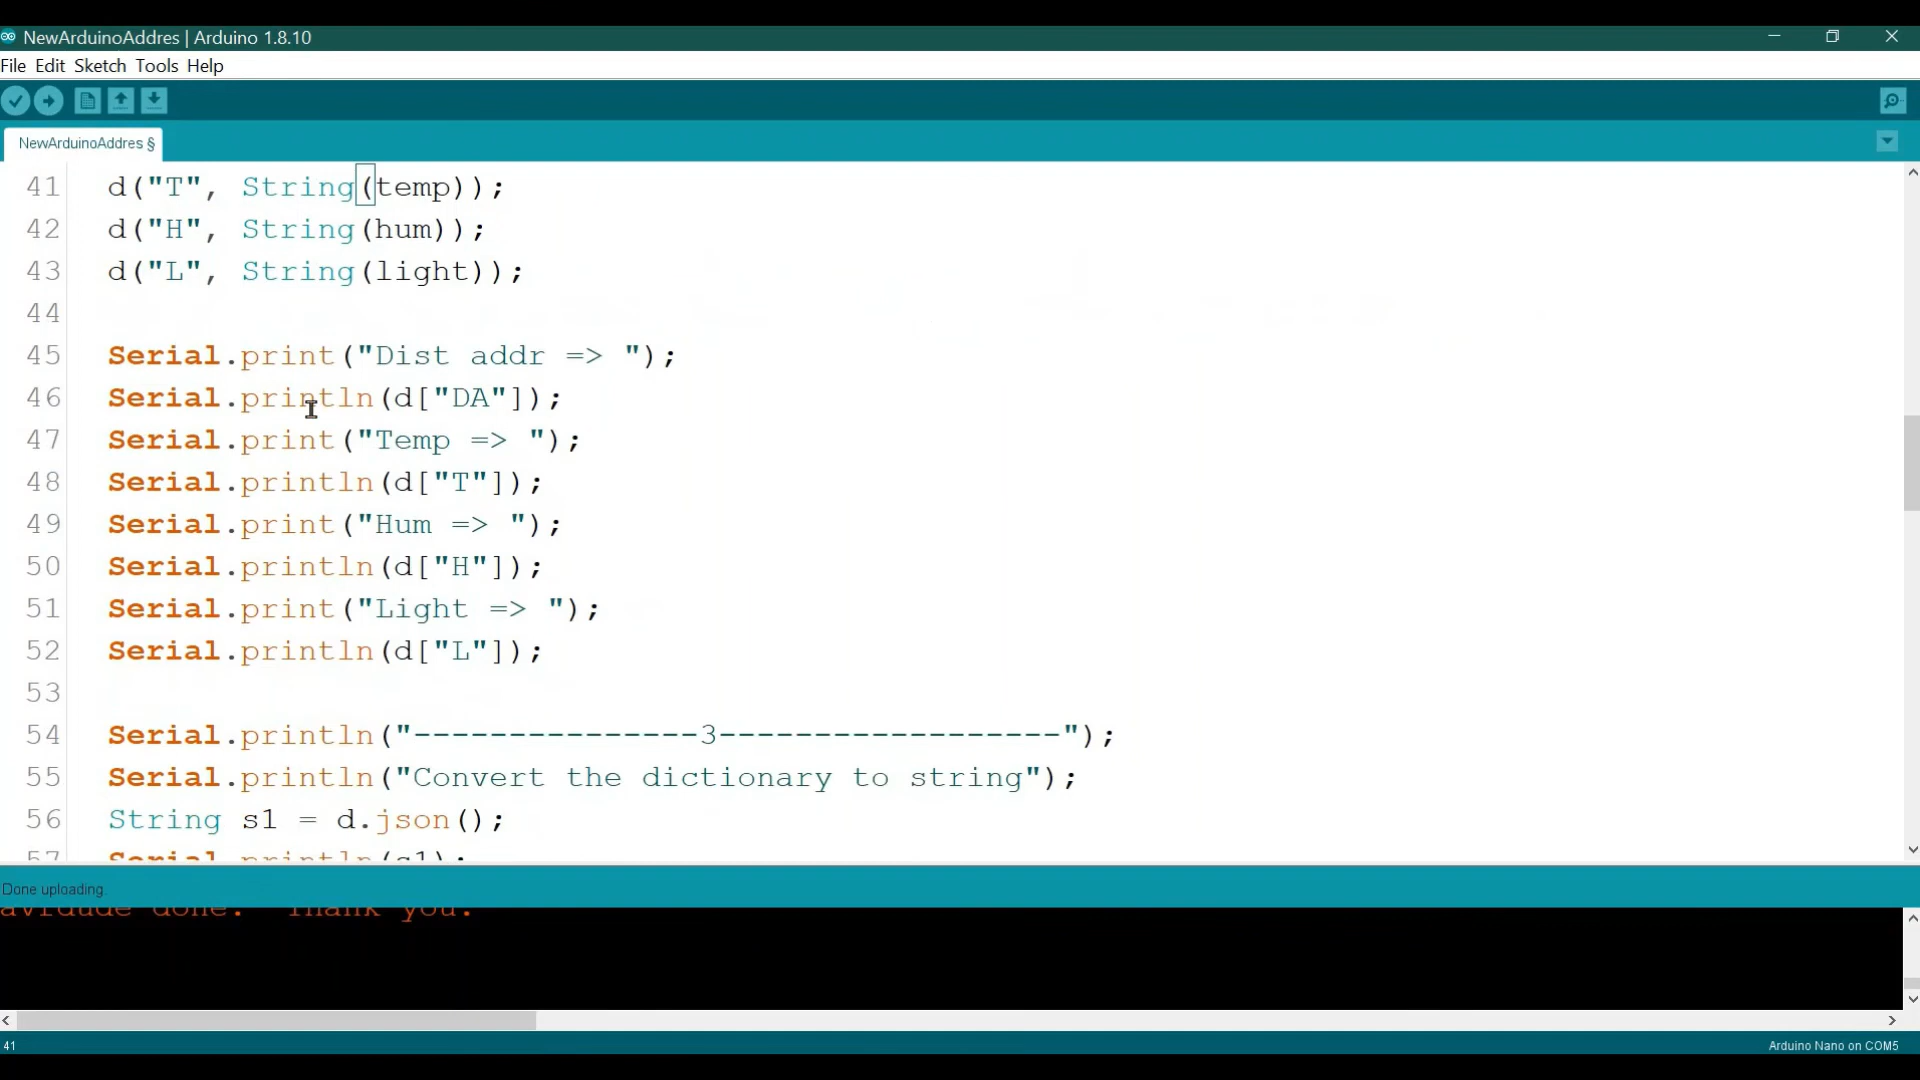 NewArduinoAddres | Arduino 1.8.10
File Edit Sketch Tools Help
NewArduinoAddres §
41 d("T", String(temp));
42 d("H", String(hum));
43 d("L", String(light));
44
45 Serial.print("Dist addr => ");
46 Serial.println(d["DA"]);
47 Serial.print("Temp => ");
48 Serial.println(d["T"]);
49 Serial.print("Hum => ");
50 Serial.println(d["H"]);
51 Serial.print("Light => ");
52 Serial.println(d["L"]);
53
54 Serial.println("---------------3------------------");
55 Serial.println("Convert the dictionary to string");
56 String s1 = d.json();
57 Serial.println(s1);
Done uploading.
avrdude done.  Thank you.
41
Arduino Nano on COM5